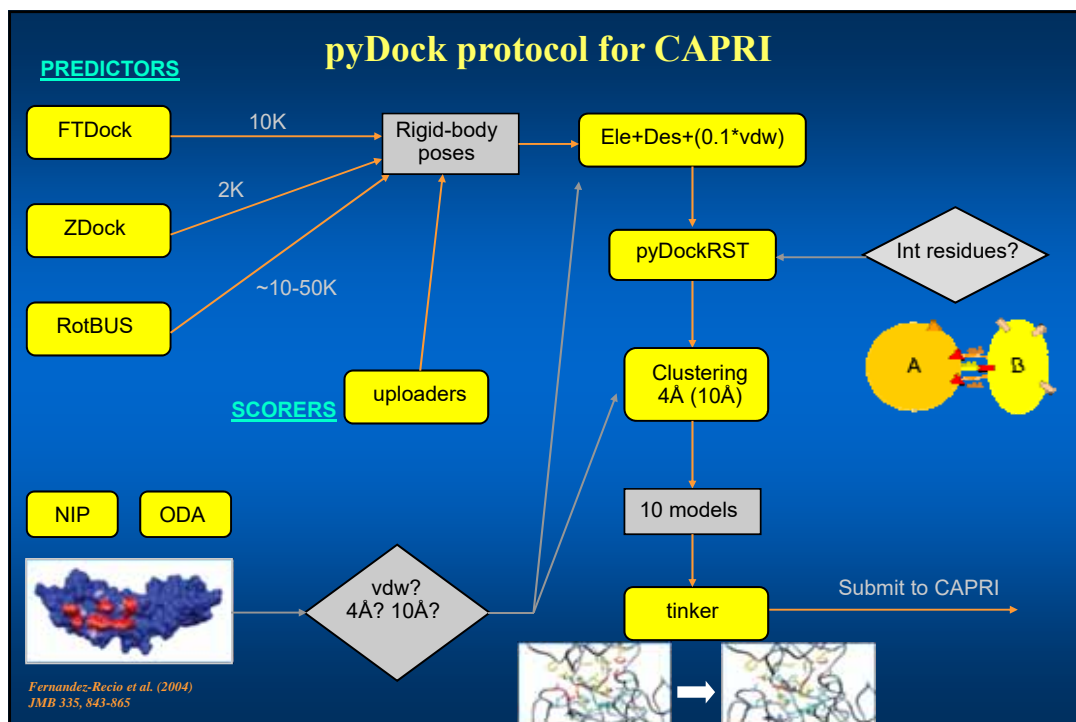 pyDock protocol for CAPRI
PREDICTORS
FTDock
10K
Rigid-body
poses
Ele+Des+(0.1*vdw)
2K
ZDock
pyDockRST
Int residues?
~10-50K
RotBUS
A
B
Clustering
4Å (10Å)
uploaders
SCORERS
NIP
ODA
10 models
vdw?
4Å? 10Å?
tinker
Submit to CAPRI
Fernandez-Recio et al. (2004)
JMB 335, 843-865